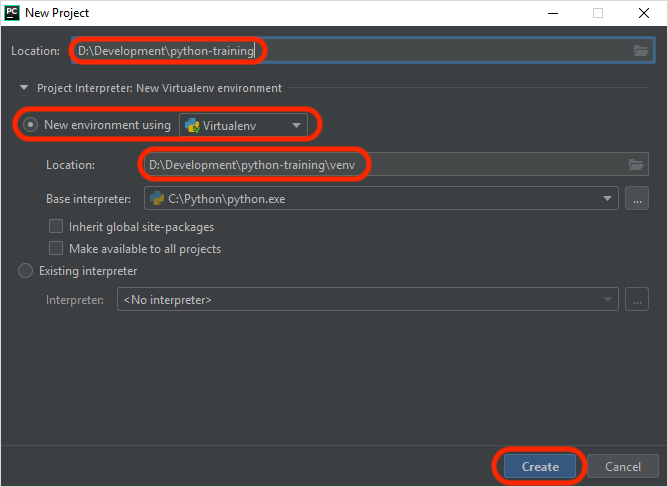 PC New Project
Location: D:\Development\python-training
Project Interpreter: New Virtualenv environment
New environment using Virtualenv
Location: D:\Development\python-training\venv
Base interpreter: C:\Python\python.exe ...
Inherit global site-packages
Make available to all projects
Existing interpreter
Interpreter: <No interpreter> ...
Create Cancel